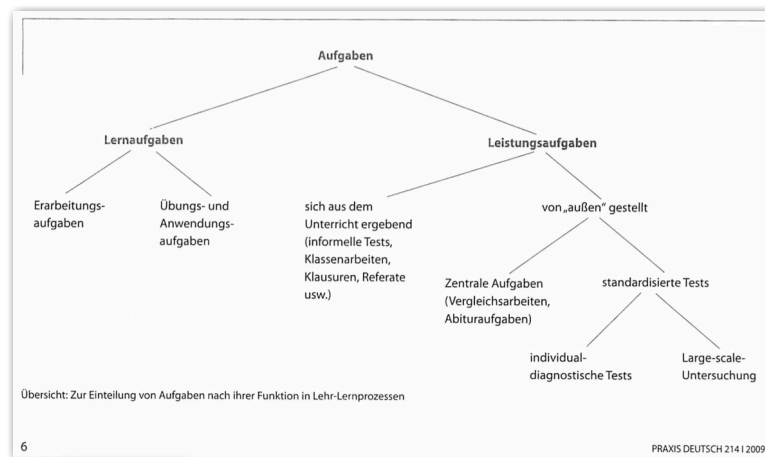 Aufgaben
Lernaufgaben
Leistungsaufgaben
Erarbeitungs-
aufgaben
Übungs- und
Anwendungs-
aufgaben
sich aus dem
Unterricht ergebend
(informelle Tests,
Klassenarbeiten,
Klausuren, Referate
usw.)
von „außen“ gestellt
Zentrale Aufgaben
(Vergleichsarbeiten,
Abituraufgaben)
standardisierte Tests
individual-
diagnostische Tests
Large-scale-
Untersuchung
Übersicht: Zur Einteilung von Aufgaben nach ihrer Funktion in Lehr-Lernprozessen
6
PRAXIS DEUTSCH 214 | 2009